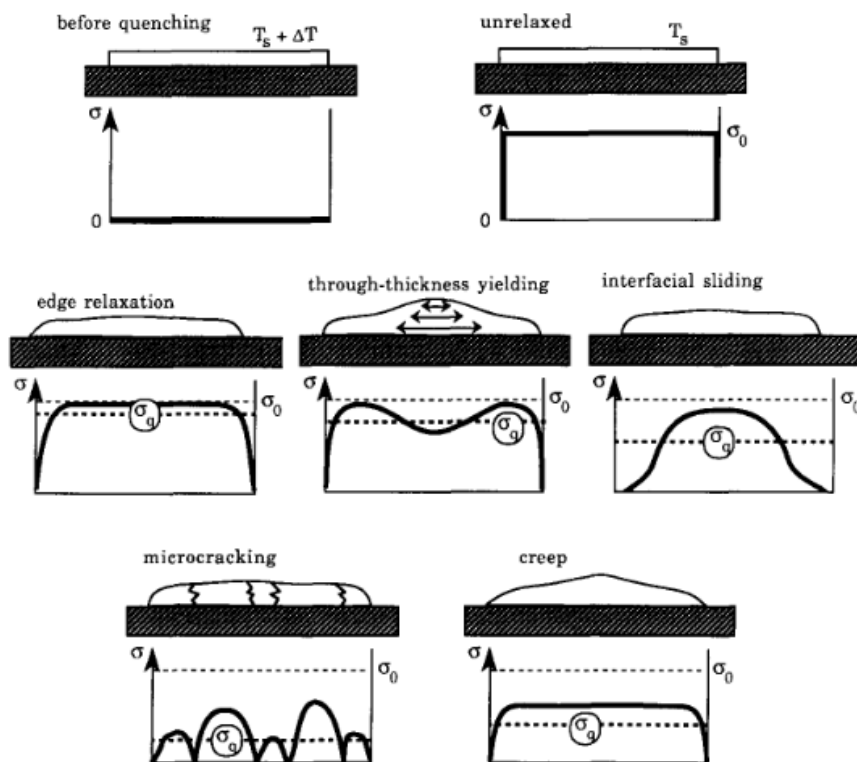 before quenching
T_s + ΔT
σ
0
unrelaxed
T_s
σ
σ_0
0
edge relaxation
σ
σ_q
σ_0
through-thickness yielding
σ
σ_q
σ_0
interfacial sliding
σ
σ_q
σ_0
microcracking
σ
σ_q
σ_0
creep
σ
σ_q
σ_0